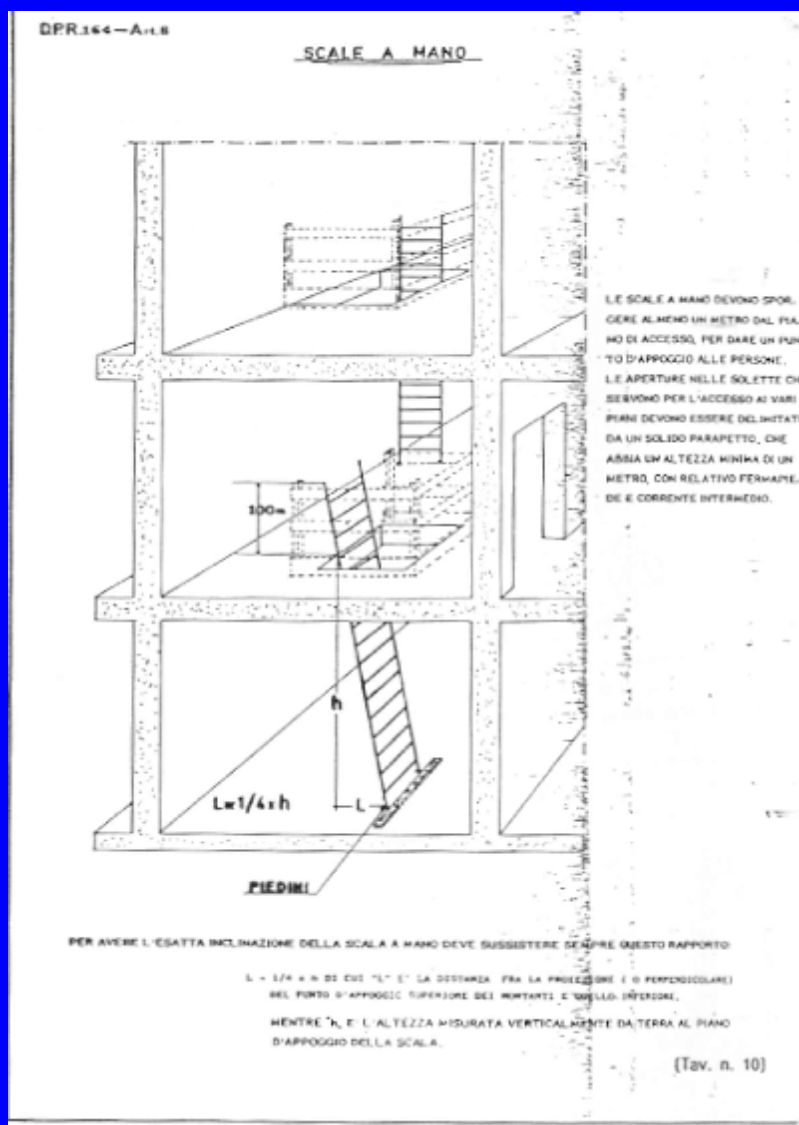 D.P.R. 164 - Art. 8
SCALE A MANO
LE SCALE A MANO DEVONO SPOR-
GERE ALMENO UN METRO DAL PIA-
NO DI ACCESSO, PER DARE UN PUN
TO D'APPOGGIO ALLE PERSONE.
LE APERTURE NELLE SOLETTE CH
SERVONO PER L'ACCESSO AI VARI
PIANI DEVONO ESSERE DELIMITAT
DA UN SOLIDO PARAPETTO, CHE
ABBIA UN'ALTEZZA MINIMA DI UN
METRO, CON RELATIVO FERMAPIE-
DE E CORRENTE INTERMEDIO.
100m
h
L=1/4xh
L
PIEDINI
PER AVERE L'ESATTA INCLINAZIONE DELLA SCALA A MANO DEVE SUSSISTERE SEMPRE QUESTO RAPPORTO
L = 1/4 x h DI CUI "L" E' LA DISTANZA FRA LA PROIEZIONE ( O PERPENDICOLARE)
DEL PUNTO D'APPOGGIO SUPERIORE DEI MONTANTI E QUELLO INFERIORE,
MENTRE "h, E' L'ALTEZZA MISURATA VERTICALMENTE DA TERRA AL PIANO
D'APPOGGIO DELLA SCALA.
(Tav. n. 10)